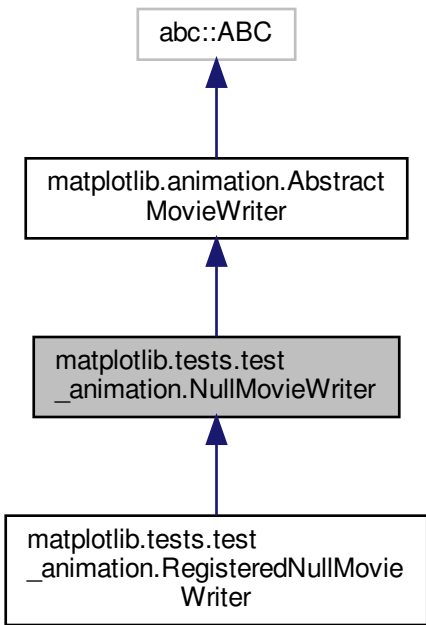 abc::ABC
matplotlib.animation.Abstract
MovieWriter
matplotlib.tests.test
_animation.NullMovieWriter
matplotlib.tests.test
_animation.RegisteredNullMovie
Writer